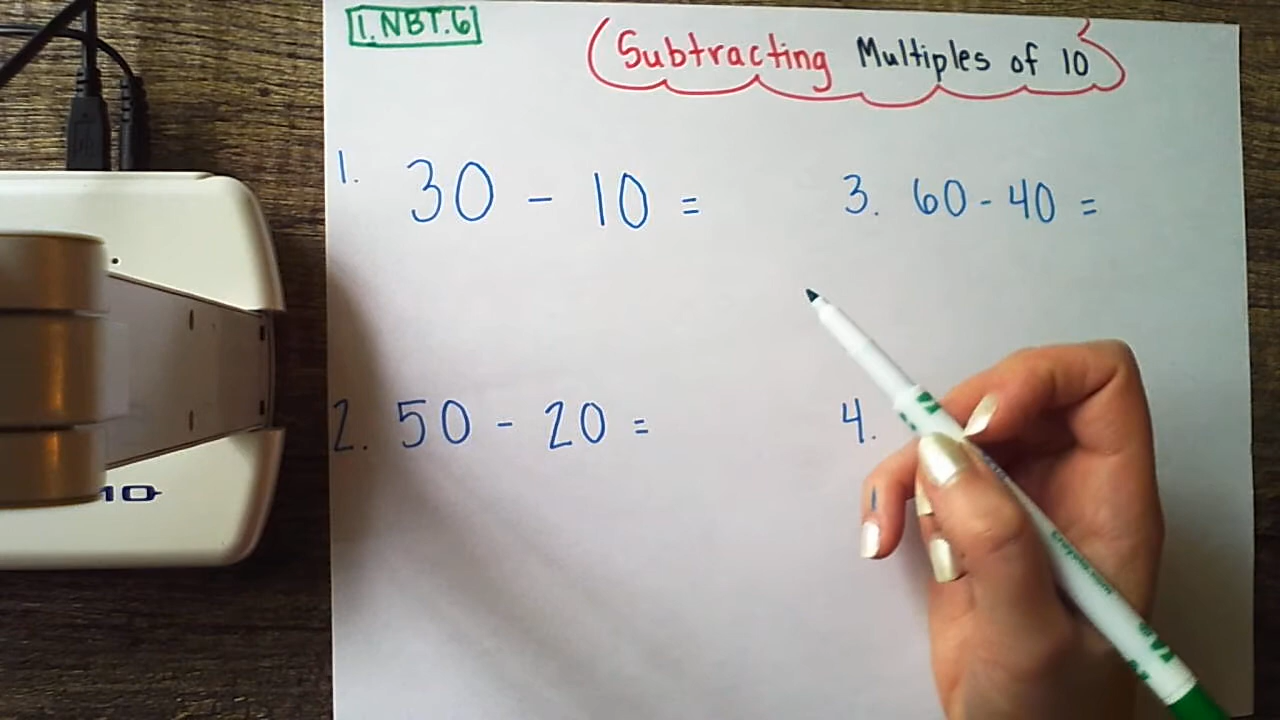 1.NBT.6
Subtracting Multiples of 10
1. 30 - 10 =
3. 60 - 40 =
2. 50 - 20 =
4.